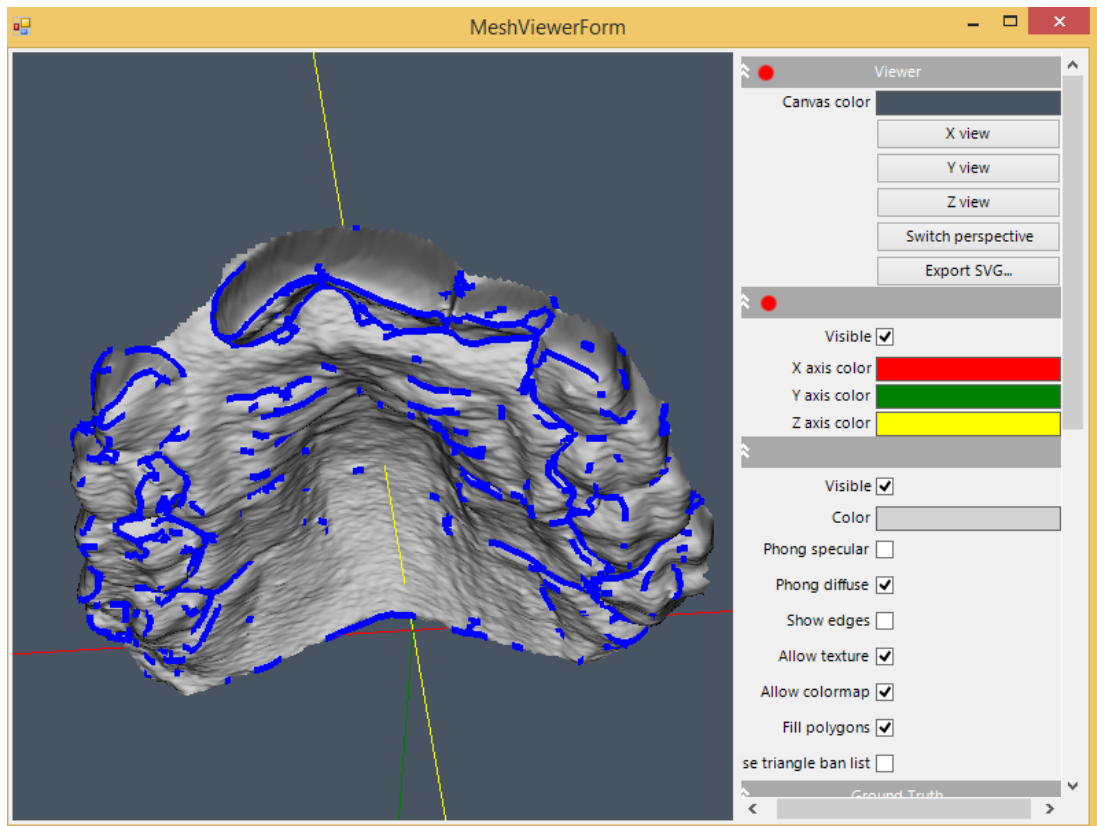 MeshViewerForm
Viewer
Canvas color
X view
Y view
Z view
Switch perspective
Export SVG...
Visible
X axis color
Y axis color
Z axis color
Visible
Color
Phong specular
Phong diffuse
Show edges
Allow texture
Allow colormap
Fill polygons
se triangle ban list
Ground Truth